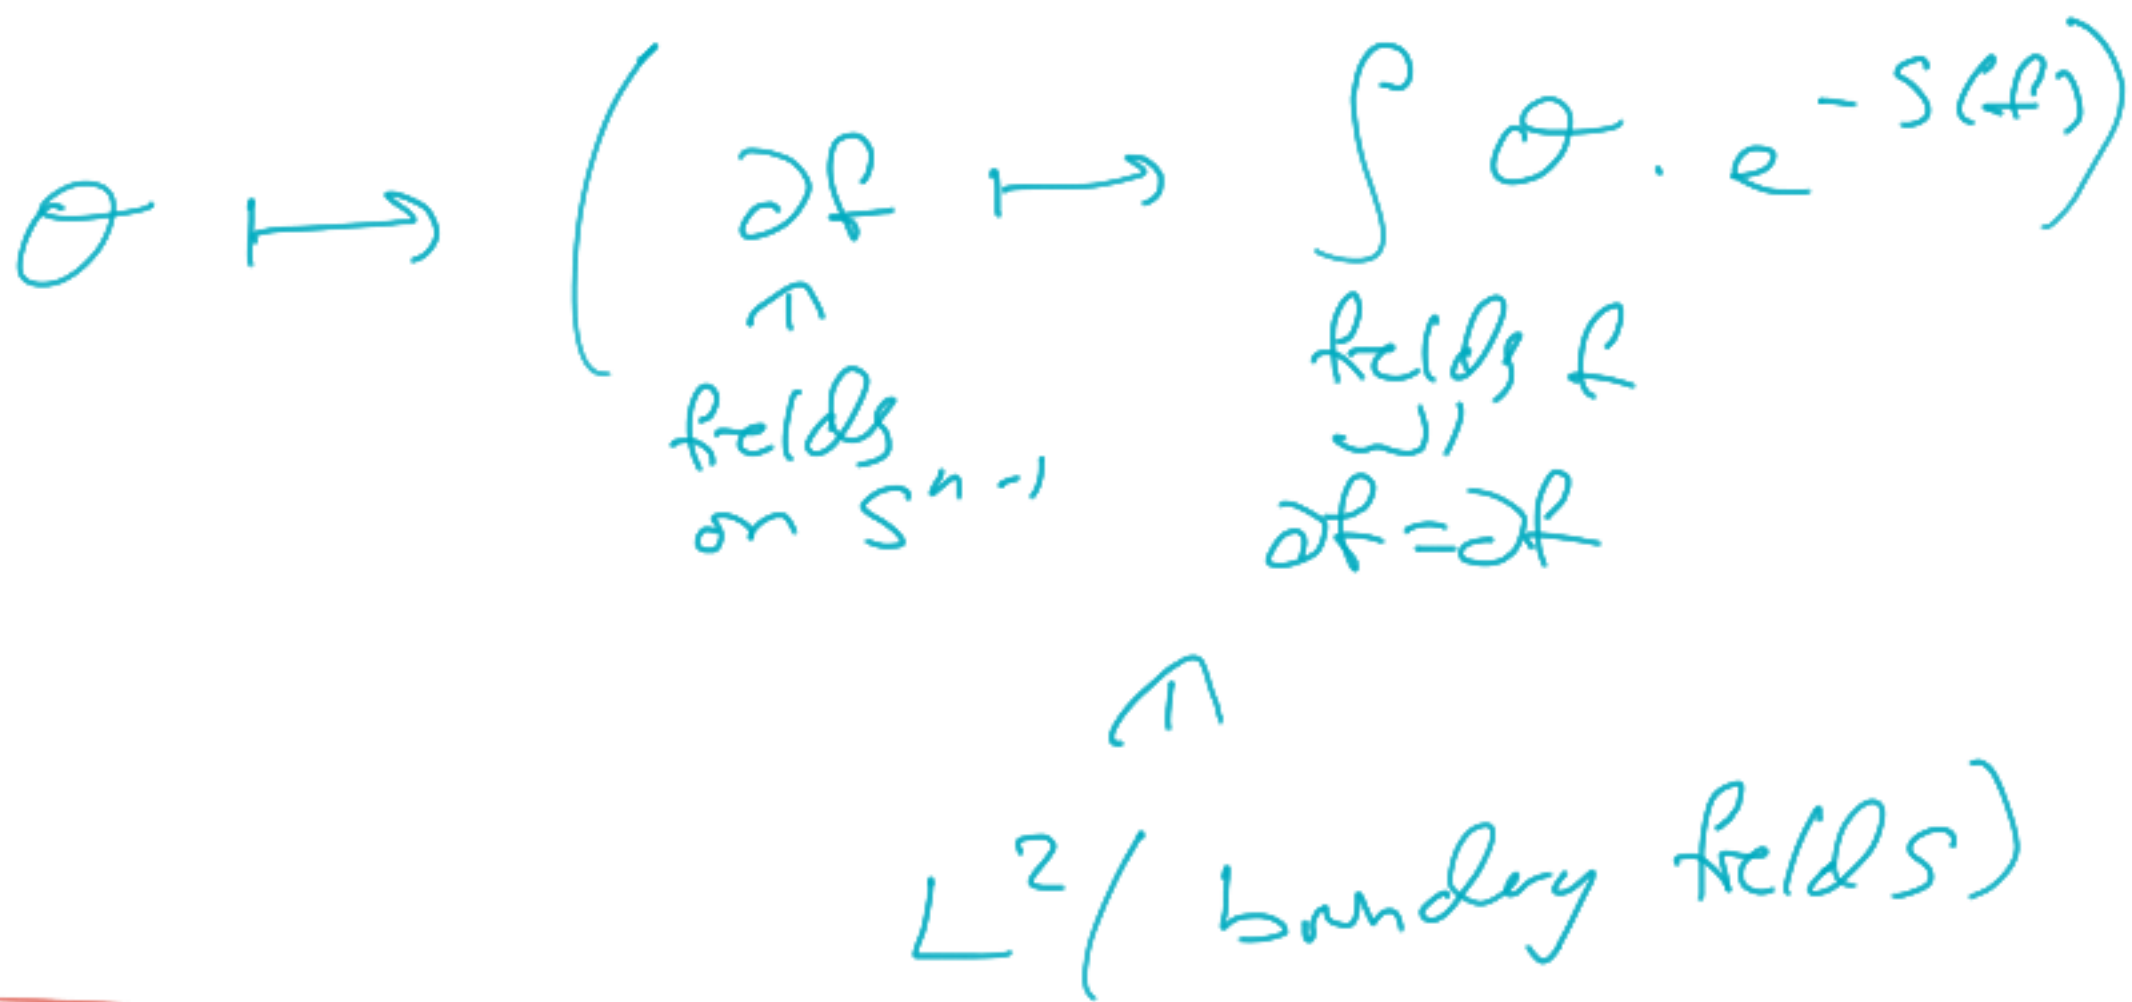 𝒪 ↦ ( ∂f ↦ ∫ 𝒪 · e^{-S(f)} )
∩ fields f
fields w/
on S^{n-1} ∂f = ∂f
∩
L²(boundary fields)